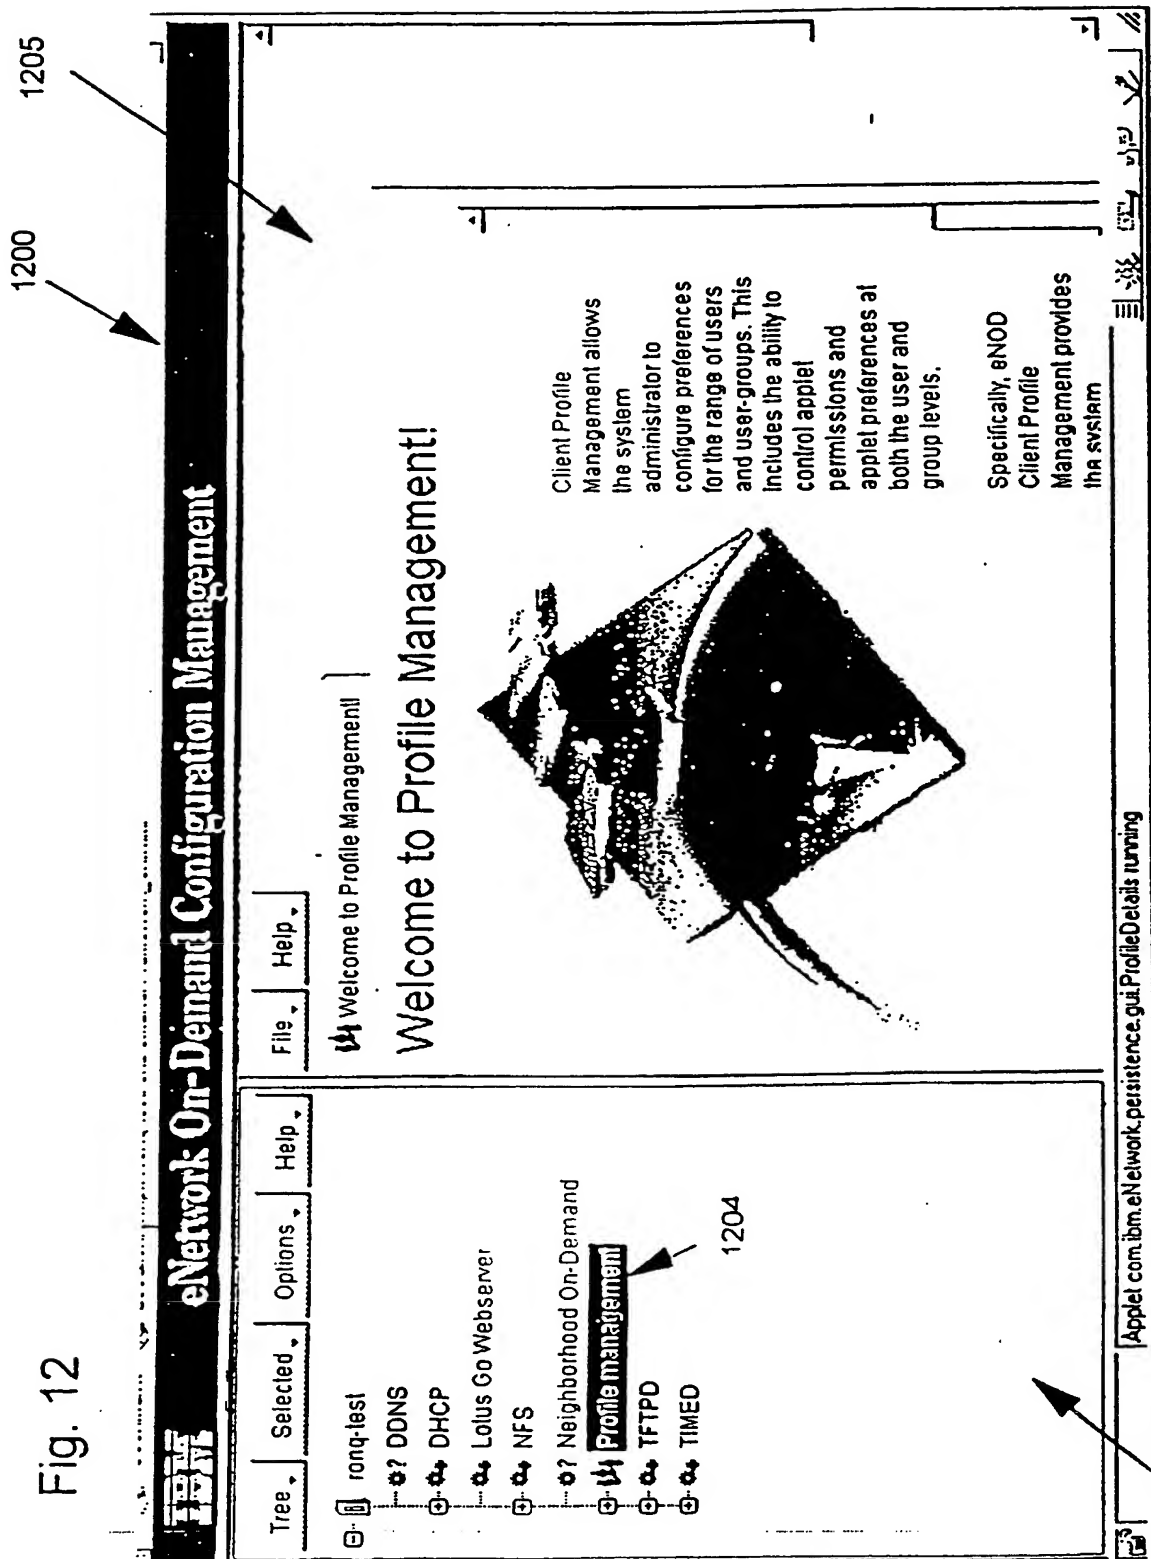 Fig. 12
1200
1205
IBM
eNetwork On-Demand Configuration Management
Tree
Selected
Options
Help
ronq-test
? DDNS
DHCP
Lotus Go Webserver
NFS
? Neighborhood On-Demand
Profile management
TFTPD
TIMED
1204
File
Help
Welcome to Profile Management!
Welcome to Profile Management!
Client Profile
Management allows
the system
administrator to
configure preferences
for the range of users
and user-groups. This
includes the ability to
control applet
permissions and
applet preferences at
both the user and
group levels.
Specifically, eNOD
Client Profile
Management provides
the system
Applet com.ibm.eNetwork.persistence.gui.ProfileDetails running